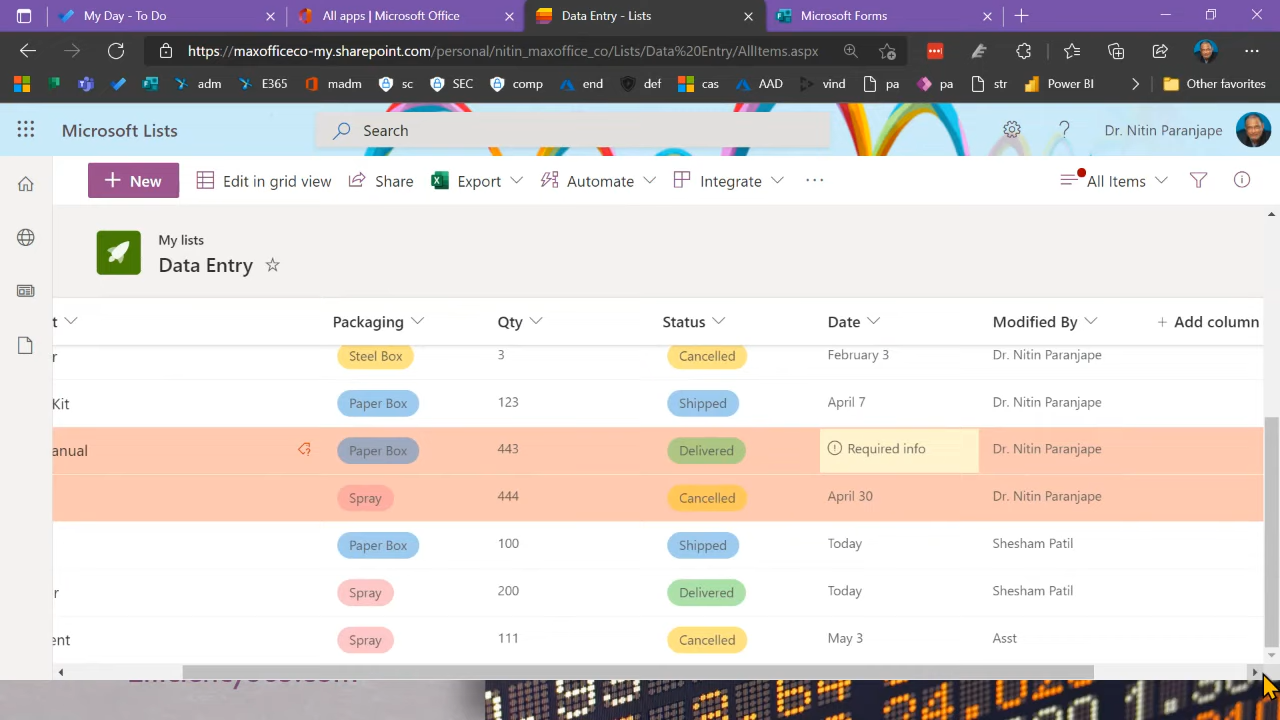 My Day - To Do
All apps | Microsoft Office
Data Entry - Lists
Microsoft Forms
https://maxofficeco-my.sharepoint.com/personal/nitin_maxoffice_co/Lists/Data%20Entry/AllItems.aspx
adm E365 madm sc SEC comp end def cas AAD vind pa pa str Power BI Other favorites
Microsoft Lists
Search
Dr. Nitin Paranjape
+ New
Edit in grid view
Share
Export
Automate
Integrate
All Items
My lists
Data Entry
t Packaging Qty Status Date Modified By + Add column
r Steel Box 3 Cancelled February 3 Dr. Nitin Paranjape
Kit Paper Box 123 Shipped April 7 Dr. Nitin Paranjape
anual Paper Box 443 Delivered Required info Dr. Nitin Paranjape
Spray 444 Cancelled April 30 Dr. Nitin Paranjape
Paper Box 100 Shipped Today Shesham Patil
r Spray 200 Delivered Today Shesham Patil
ent Spray 111 Cancelled May 3 Asst